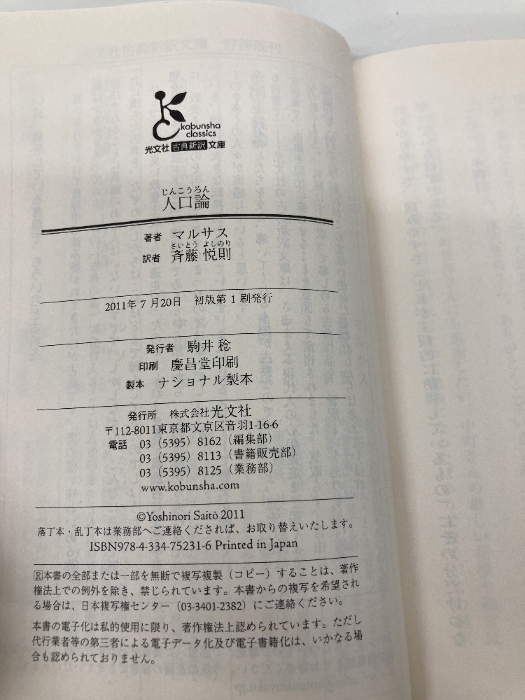 kobunsha
classics
光文社古典新訳文庫
じんこうろん
人口論
著者 マルサス
さいとう よしのり
訳者 斉藤 悦則
2011年7月20日 初版第1刷発行
発行者 駒井 稔
印刷 慶昌堂印刷
製本 ナショナル製本
発行所 株式会社光文社
〒112-8011東京都文京区音羽1-16-6
電話 03 (5395) 8162 (編集部)
03 (5395) 8113 (書籍販売部)
03 (5395) 8125 (業務部)
www.kobunsha.com
©Yoshinori Saitō 2011
落丁本・乱丁本は業務部へご連絡くだされば、お取り替えいたします。
ISBN978-4-334-75231-6 Printed in Japan
Ⓡ本書の全部または一部を無断で複写複製（コピー）することは、著作
権法上での例外を除き、禁じられています。本書からの複写を希望され
る場合は、日本複写権センター（03-3401-2382）にご連絡ください。
本書の電子化は私的使用に限り、著作権法上認められています。ただし
代行業者等の第三者による電子データ化及び電子書籍化は、いかなる場
合も認められておりません。